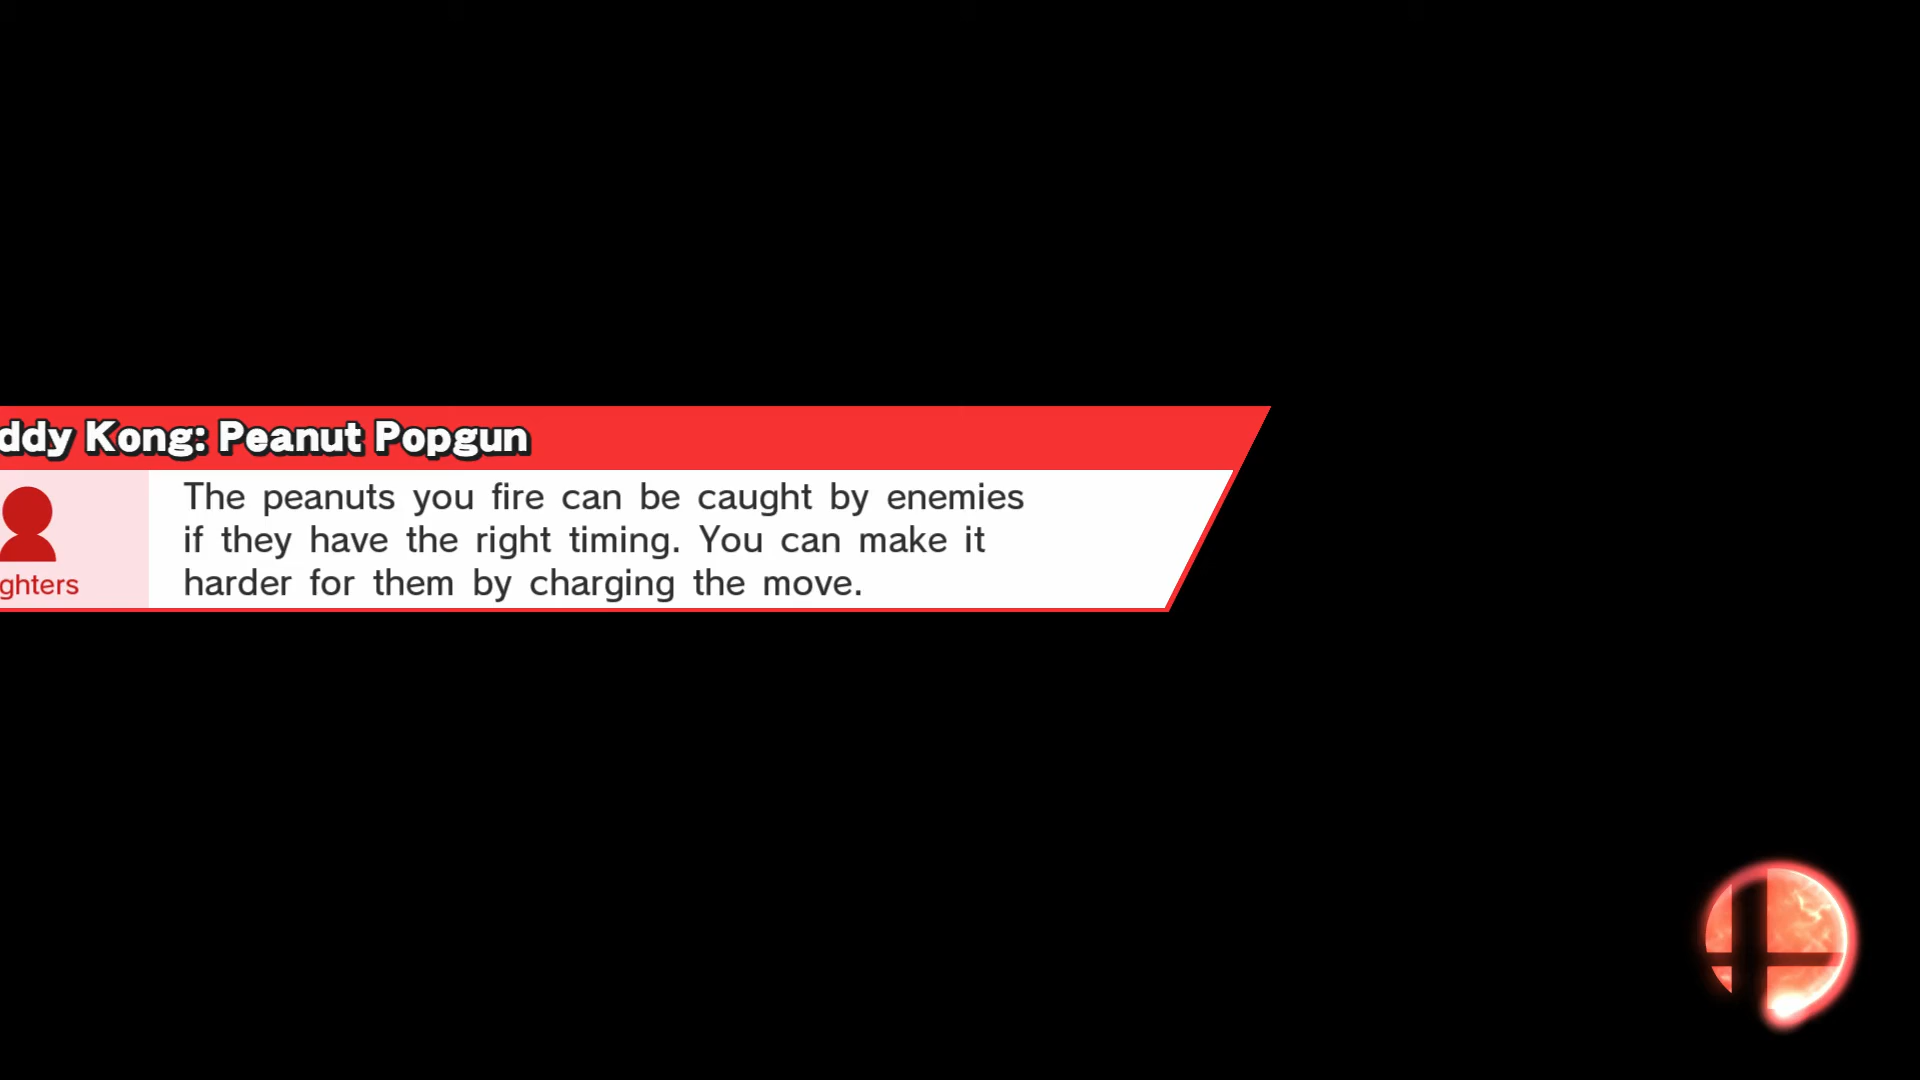 ddy Kong: Peanut Popgun
The peanuts you fire can be caught by enemies
if they have the right timing. You can make it
harder for them by charging the move.
ghters